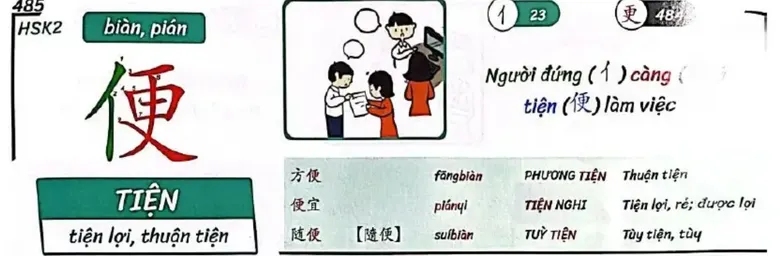 485
HSK2
biàn, pián
便
TIỆN
tiện lợi, thuận tiện
亻 23
更 48
Người đứng (亻) càng (
tiện (便) làm việc
方便 fāngbiàn PHƯƠNG TIỆN Thuận tiện
便宜 piányi TIỆN NGHI Tiện lợi, rẻ; được lợi
随便 【隨便】 suíbiàn TUỲ TIỆN Tùy tiện, tùy